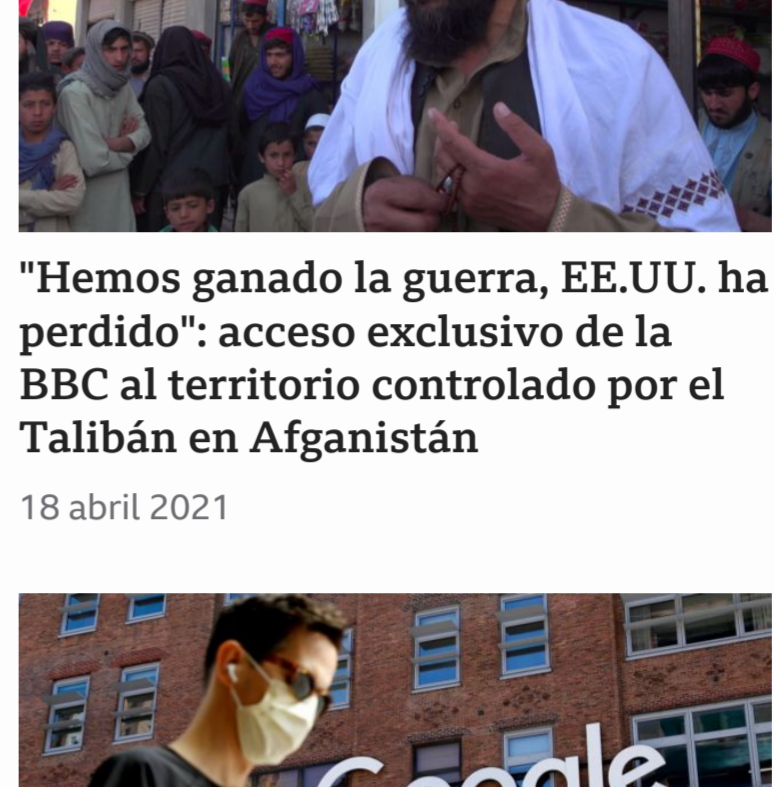 "Hemos ganado la guerra, EE.UU. ha
perdido": acceso exclusivo de la
BBC al territorio controlado por el
Talibán en Afganistán
18 abril 2021
Google